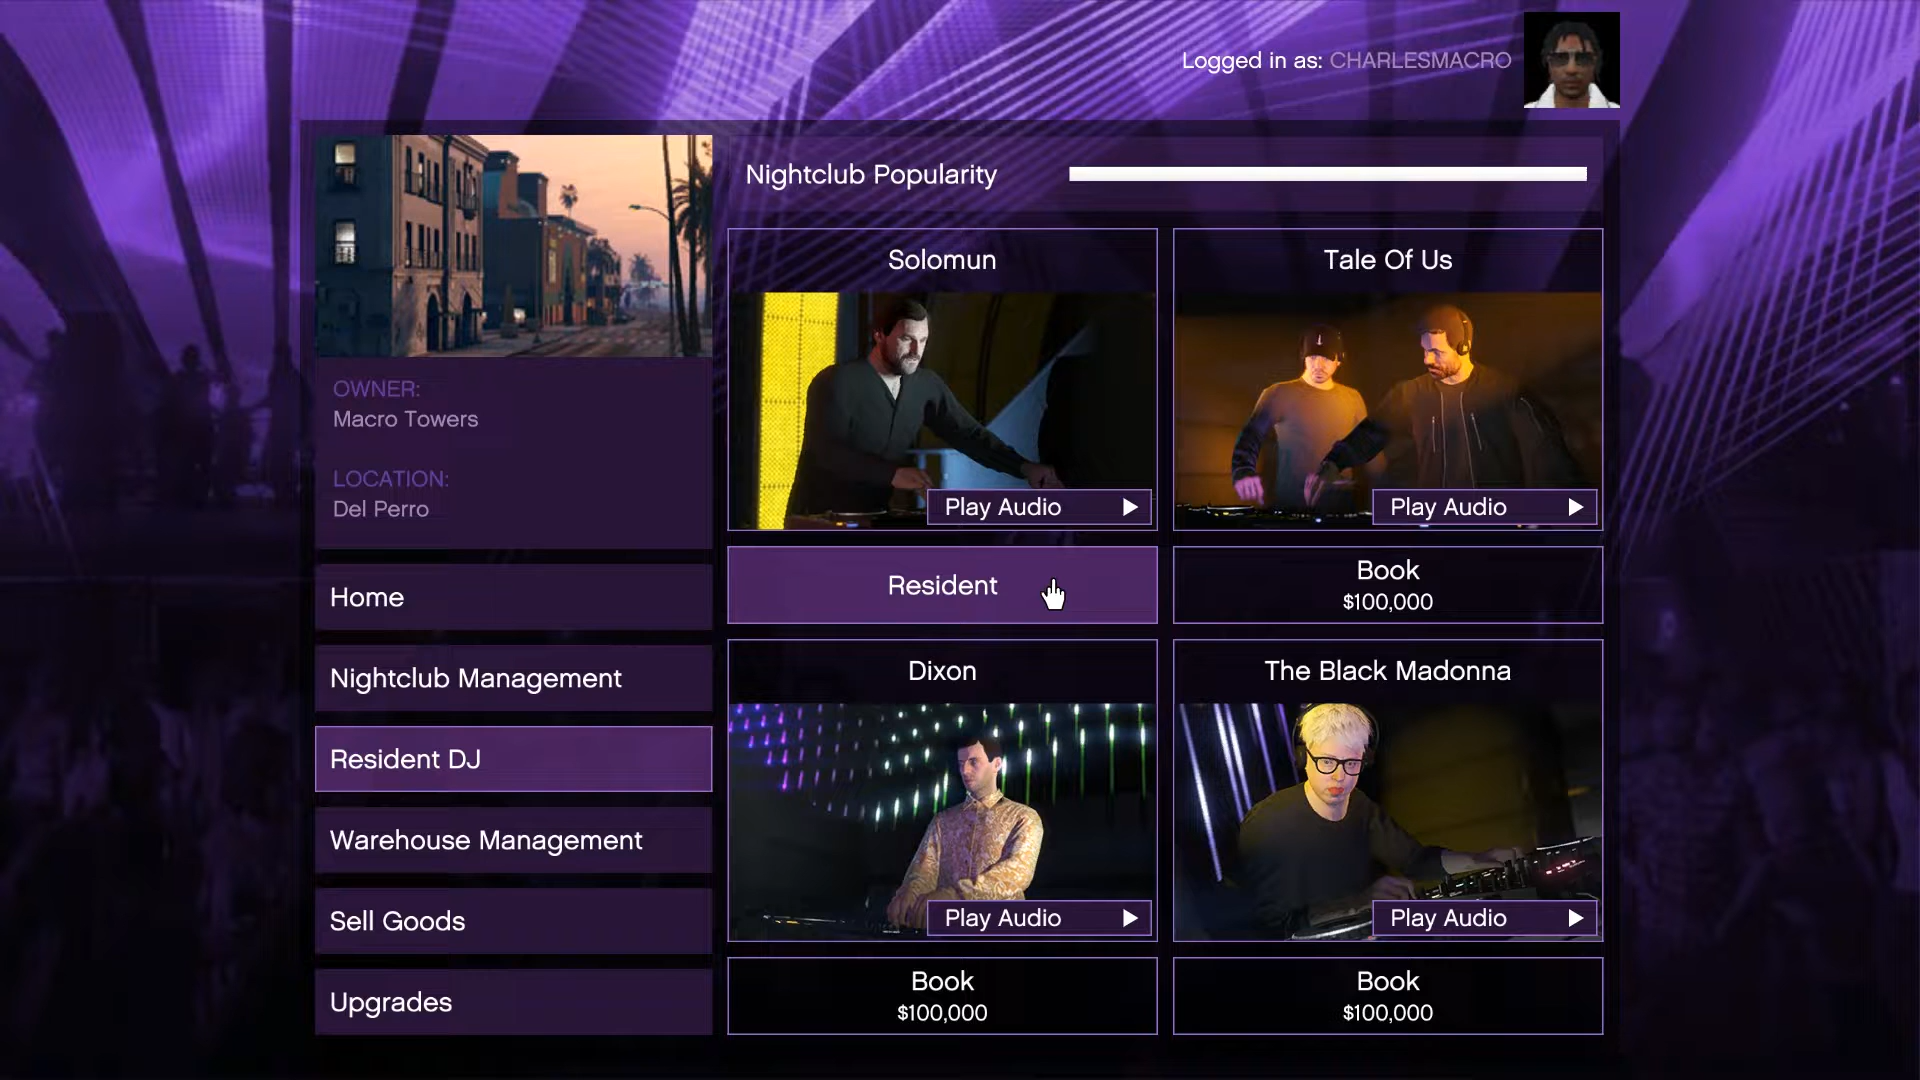 Logged in as: CHARLESMACRO
OWNER:
Macro Towers
LOCATION:
Del Perro
Home
Nightclub Management
Resident DJ
Warehouse Management
Sell Goods
Upgrades
Nightclub Popularity
Solomun
Play Audio
Resident
Tale Of Us
Play Audio
Book
$100,000
Dixon
Play Audio
Book
$100,000
The Black Madonna
Play Audio
Book
$100,000